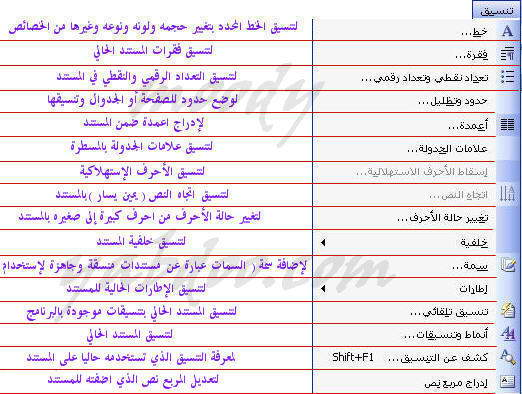 تنسيق
خط... لتنسيق الخط المحدد بتغيير حجمه ولونه ونوعه وغيرها من الخصائص
فقرة... لتنسيق فقرات المستند الحالي
تعداد نقطي وتعداد رقمي... لتنسيق التعداد الرقمي والنقطي في المستند
حدود وتظليل... لوضع حدود للصفحة أو الجدوال وتسيقها
أعمدة... لإدراج اعمدة ضمن المستند
علامات الجدولة... لتنسيق علامات الجدولة بالمسطرة
إسقاط الأحرف الاستهلالية... لتنسيق الأحرف الإستهلاكية
اتجاه النص... لتنسيق اتجاه النص ( يمين يسار )بالمستند
تغيير حالة الأحرف... لتغيير حالة الأحرف من احرف كبيرة إلى صغيره بالمستند
خلفية لتنسيق خلفية المستند
سمة... لإضافة سمة ( السمات عبارة عن مستندات منسقة وجاهزة لإستخدام
إطارات لتنسيق الإطارات الحالية للمستند
تنسيق تلقائي... لتنسيق المستند الحالي بتنسيقات موجودة بالبرنامج
أنماط وتنسيقات... لتنسيق المستند الحالي
كشف عن التنسيق... Shift+F1 لمعرفة التنسيق الذي تستخدمه حاليا على المستند
إدراج مربع نص لتعديل المربع نص الذي اضفته للمستند